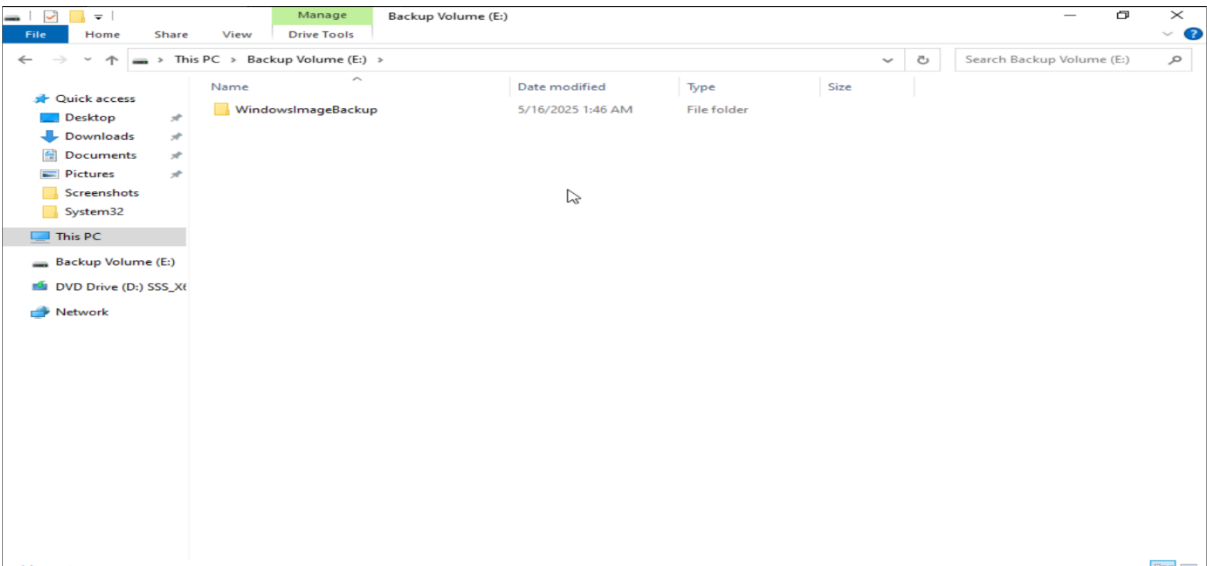 Manage Backup Volume (E:)
File Home Share View Drive Tools
This PC Backup Volume (E:) Search Backup Volume (E:)
Name Date modified Type Size
WindowsImageBackup 5/16/2025 1:46 AM File folder
Quick access
Desktop
Downloads
Documents
Pictures
Screenshots
System32
This PC
Backup Volume (E:)
DVD Drive (D:) SSS_X6
Network